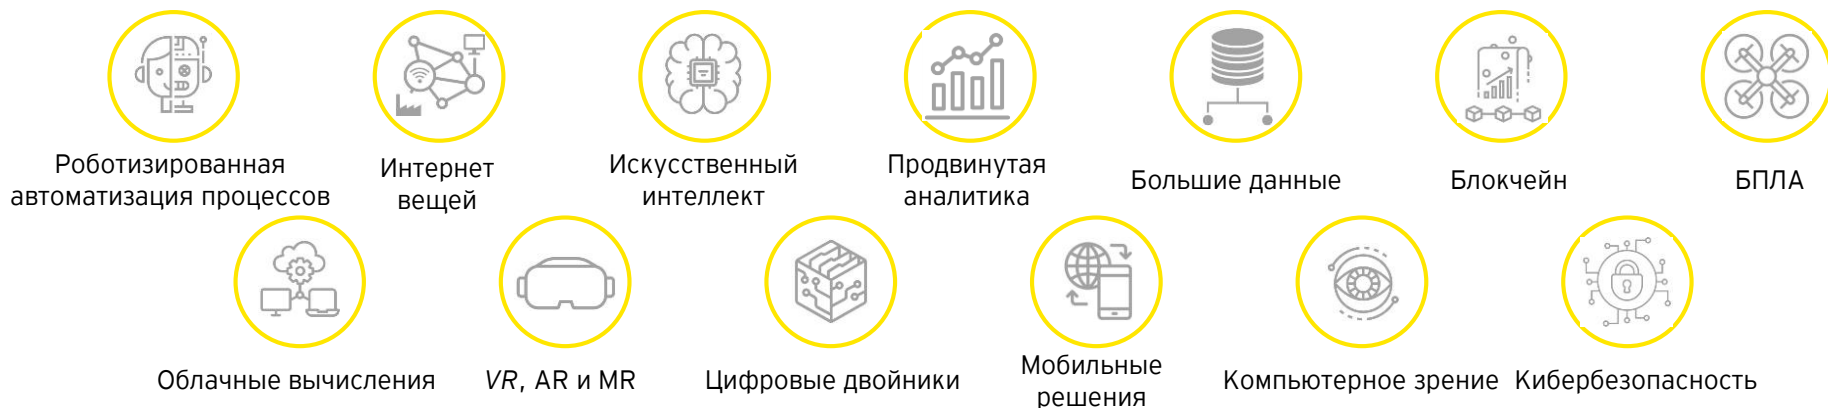 Роботизированная
автоматизация процессов
Интернет
вещей
Искусственный
интеллект
Продвинутая
аналитика
Большие данные
Блокчейн
БПЛА
Облачные вычисления
VR, AR и MR
Цифровые двойники
Мобильные
решения
Компьютерное зрение
Кибербезопасность